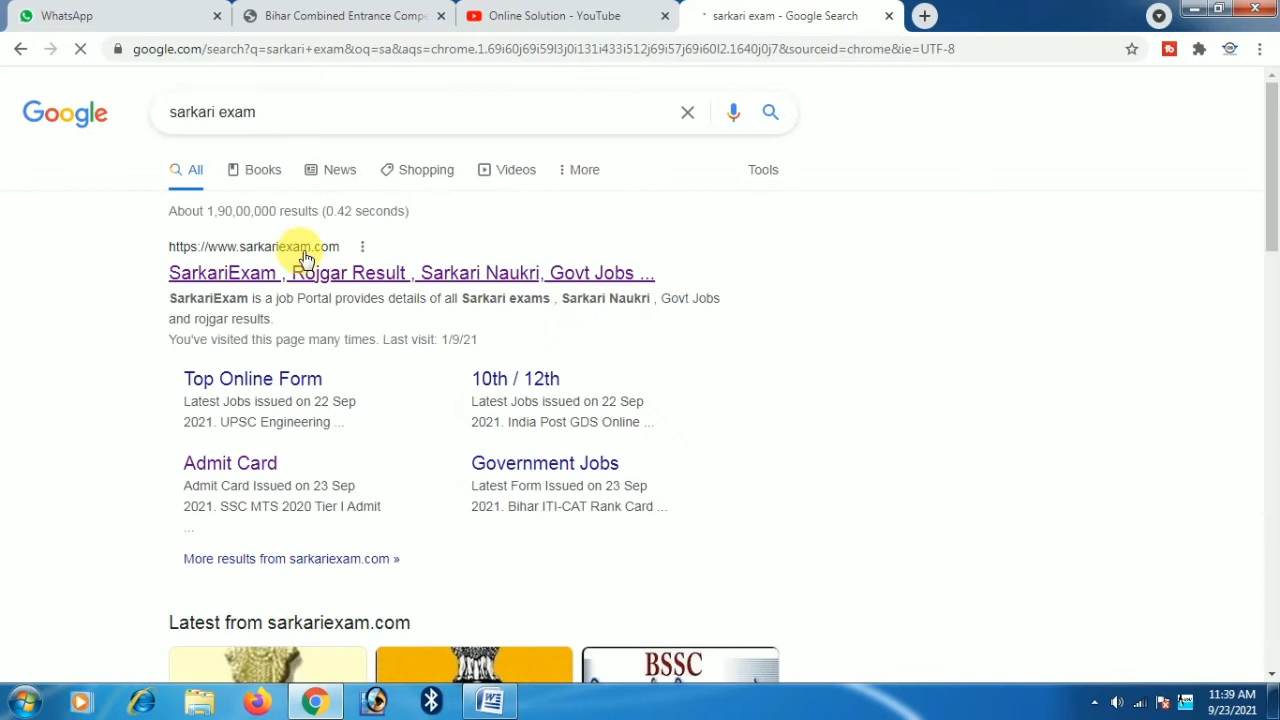 WhatsApp
Bihar Combined Entrance Compe
Online Solution - YouTube
sarkari exam - Google Search
google.com/search?q=sarkari+exam&oq=sa&aqs=chrome.1.69i60j69i59l3j0i131i433i512j69i57j69i60l2.1640j0j7&sourceid=chrome&ie=UTF-8
Google
sarkari exam
All
Books
News
Shopping
Videos
More
Tools
About 1,90,00,000 results (0.42 seconds)
https://www.sarkariexam.com
SarkariExam , Rojgar Result , Sarkari Naukri, Govt Jobs ...
SarkariExam is a job Portal provides details of all Sarkari exams , Sarkari Naukri , Govt Jobs
and rojgar results.
You've visited this page many times. Last visit: 1/9/21
Top Online Form
Latest Jobs issued on 22 Sep
2021. UPSC Engineering ...
10th / 12th
Latest Jobs issued on 22 Sep
2021. India Post GDS Online ...
Admit Card
Admit Card Issued on 23 Sep
2021. SSC MTS 2020 Tier I Admit
...
Government Jobs
Latest Form Issued on 23 Sep
2021. Bihar ITI-CAT Rank Card ...
More results from sarkariexam.com »
Latest from sarkariexam.com
BSSC
11:39 AM
9/23/2021